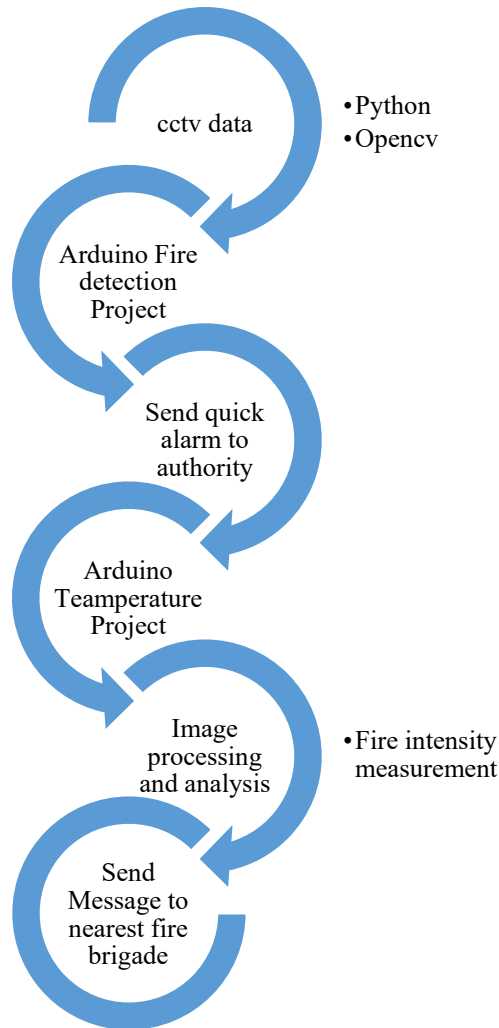 cctv data
•Python
•Opencv
Arduino Fire
detection
Project
Send quick
alarm to
authority
Arduino
Teamperature
Project
Image
processing
and analysis
•Fire intensity
measurement
Send
Message to
nearest fire
brigade